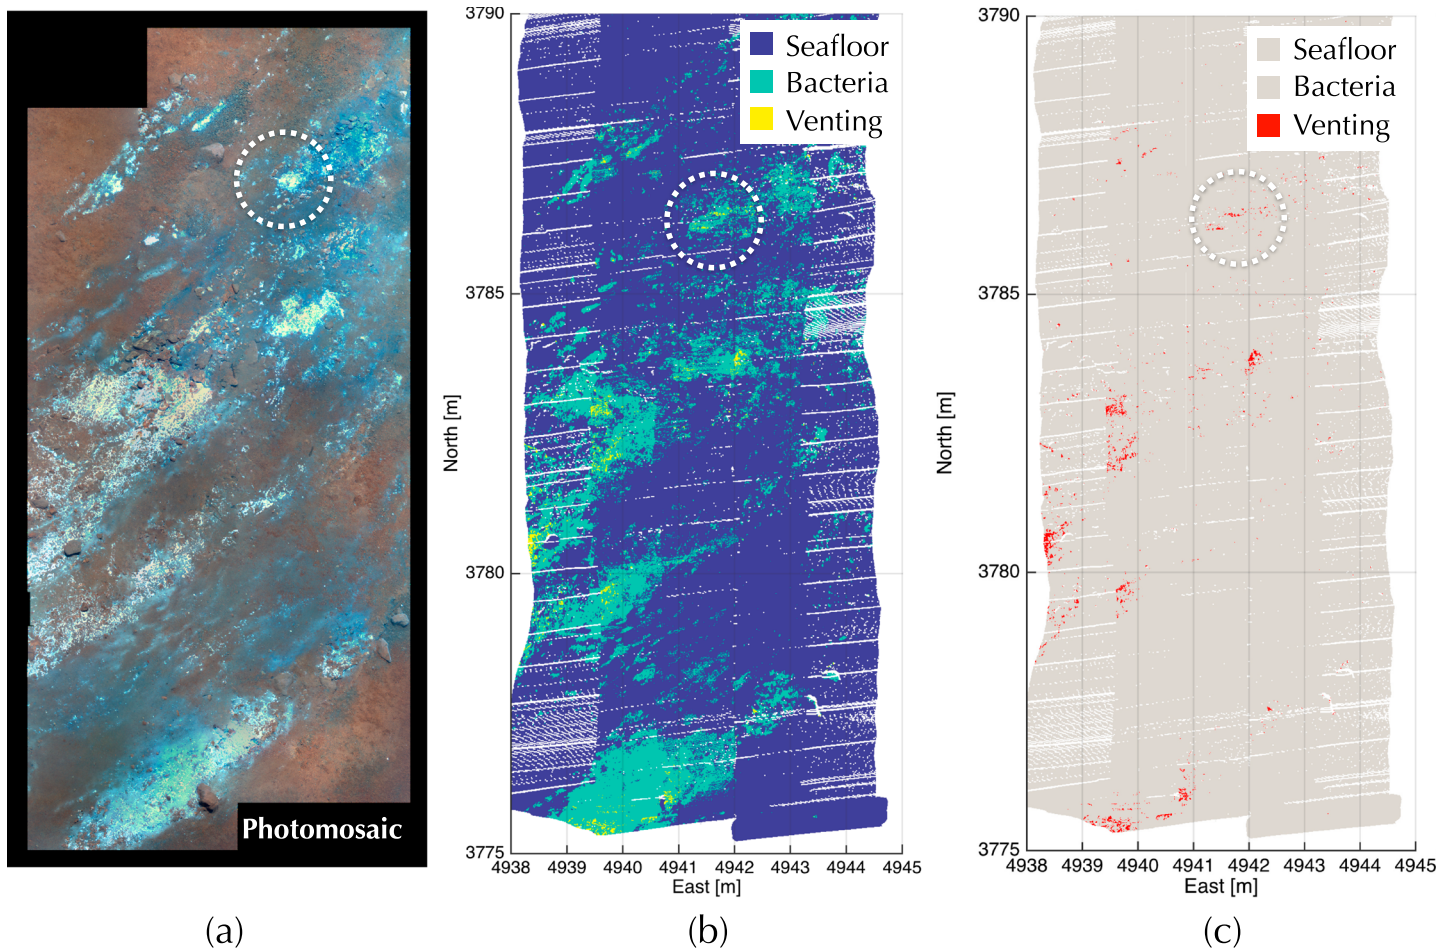 Photomosaic
(a)
3790
3785
3780
3775
North [m]
4938 4939 4940 4941 4942 4943 4944 4945
East [m]
Seafloor
Bacteria
Venting
(b)
3790
3785
3780
3775
North [m]
4938 4939 4940 4941 4942 4943 4944 4945
East [m]
Seafloor
Bacteria
Venting
(c)